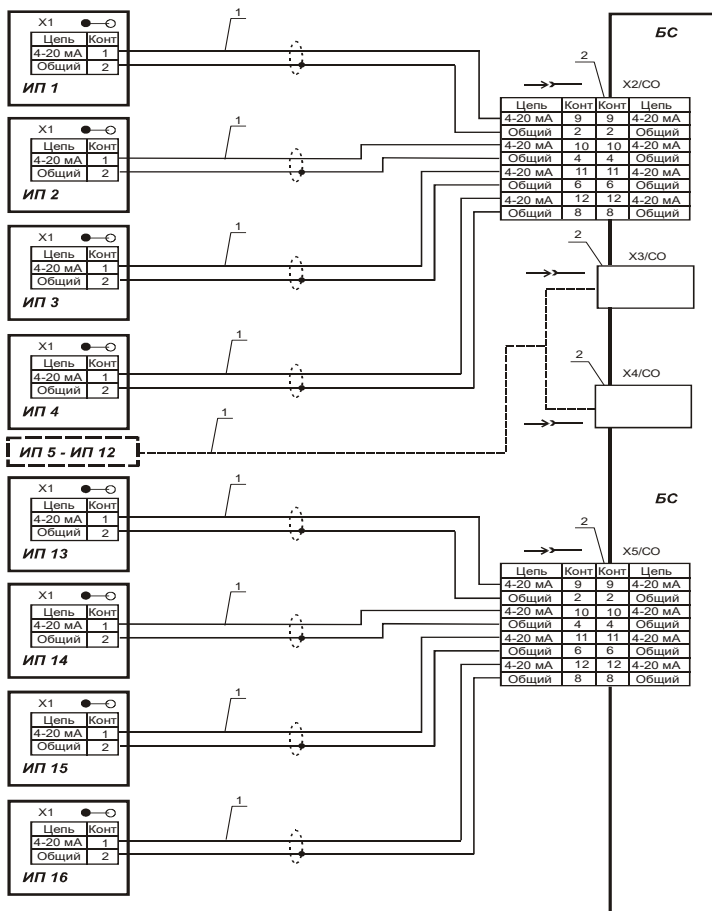 X1
Цепь Конт
4-20 мА 1
Общий 2
ИП 1
1
X1
Цепь Конт
4-20 мА 1
Общий 2
ИП 2
1
X1
Цепь Конт
4-20 мА 1
Общий 2
ИП 3
1
X1
Цепь Конт
4-20 мА 1
Общий 2
ИП 4
1
ИП 5 - ИП 12
1
X1
Цепь Конт
4-20 мА 1
Общий 2
ИП 13
1
X1
Цепь Конт
4-20 мА 1
Общий 2
ИП 14
1
X1
Цепь Конт
4-20 мА 1
Общий 2
ИП 15
1
X1
Цепь Конт
4-20 мА 1
Общий 2
ИП 16
1
БС
2
X2/CO
Цепь Конт Конт Цепь
4-20 мА 9 9 4-20 мА
Общий 2 2 Общий
4-20 мА 10 10 4-20 мА
Общий 4 4 Общий
4-20 мА 11 11 4-20 мА
Общий 6 6 Общий
4-20 мА 12 12 4-20 мА
Общий 8 8 Общий
2
X3/CO
2
X4/CO
БС
2
X5/CO
Цепь Конт Конт Цепь
4-20 мА 9 9 4-20 мА
Общий 2 2 Общий
4-20 мА 10 10 4-20 мА
Общий 4 4 Общий
4-20 мА 11 11 4-20 мА
Общий 6 6 Общий
4-20 мА 12 12 4-20 мА
Общий 8 8 Общий